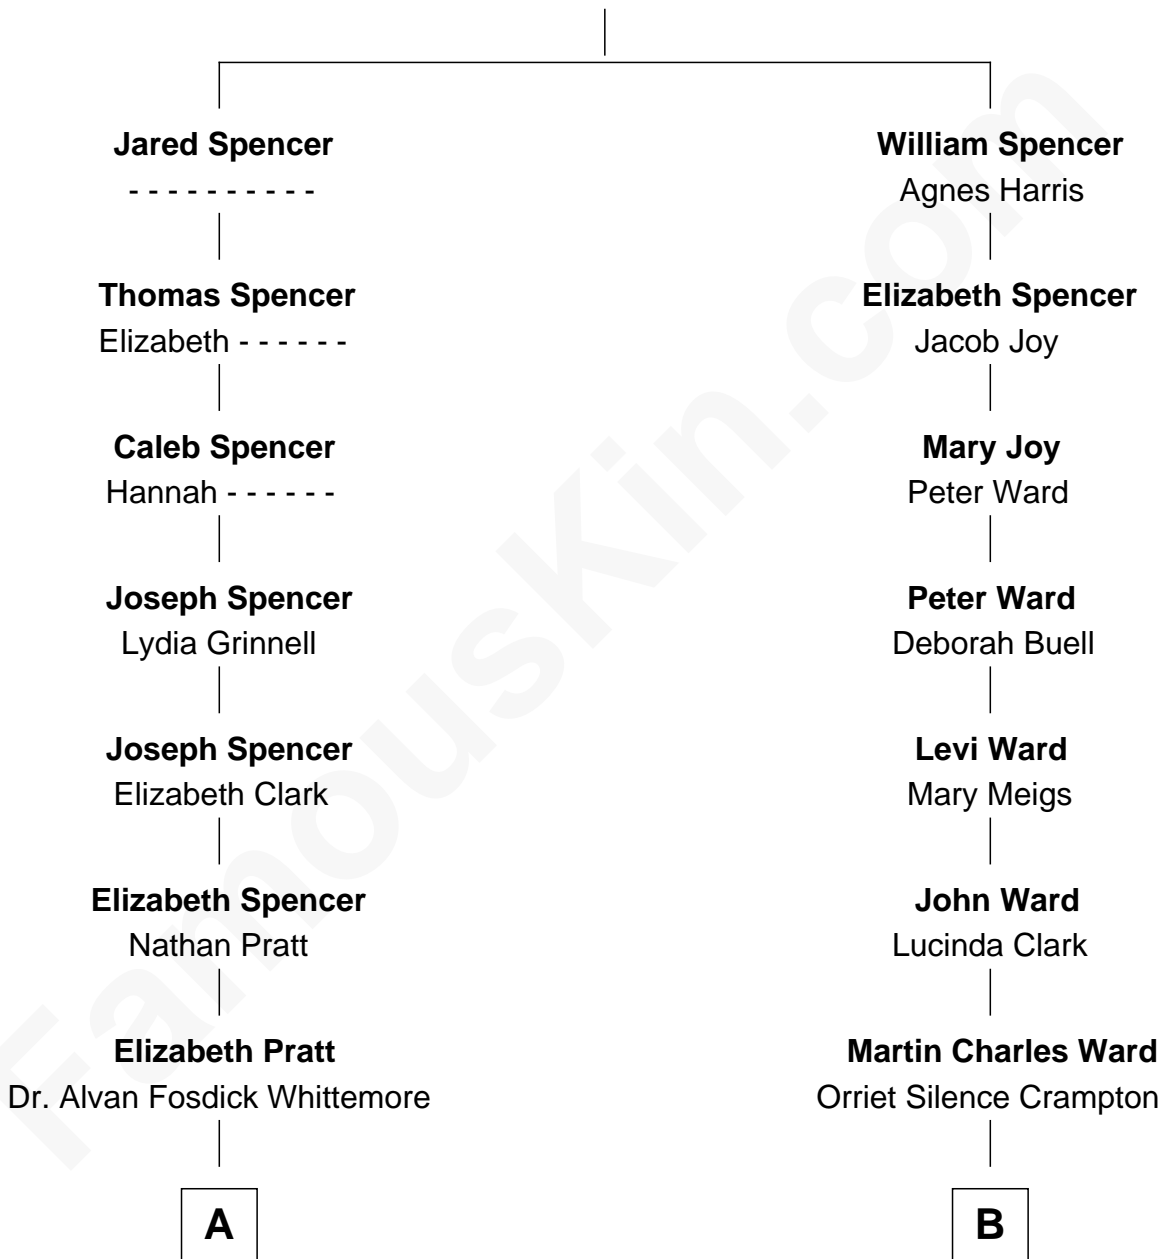 Jared Spencer
- - - - - - - - - -
Thomas Spencer
Elizabeth - - - - - -
Caleb Spencer
Hannah - - - - - -
Joseph Spencer
Lydia Grinnell
Joseph Spencer
Elizabeth Clark
Elizabeth Spencer
Nathan Pratt
Elizabeth Pratt
Dr. Alvan Fosdick Whittemore
A
William Spencer
Agnes Harris
Elizabeth Spencer
Jacob Joy
Mary Joy
Peter Ward
Peter Ward
Deborah Buell
Levi Ward
Mary Meigs
John Ward
Lucinda Clark
Martin Charles Ward
Orriet Silence Crampton
B
FamousKin.com